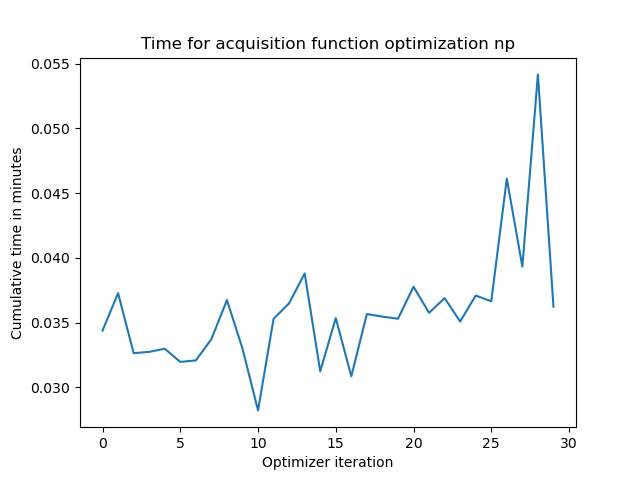 Time for acquisition function optimization np
0.055
0.050
0.045
0.040
0.035
0.030
Cumulative time in minutes
0 5 10 15 20 25 30
Optimizer iteration